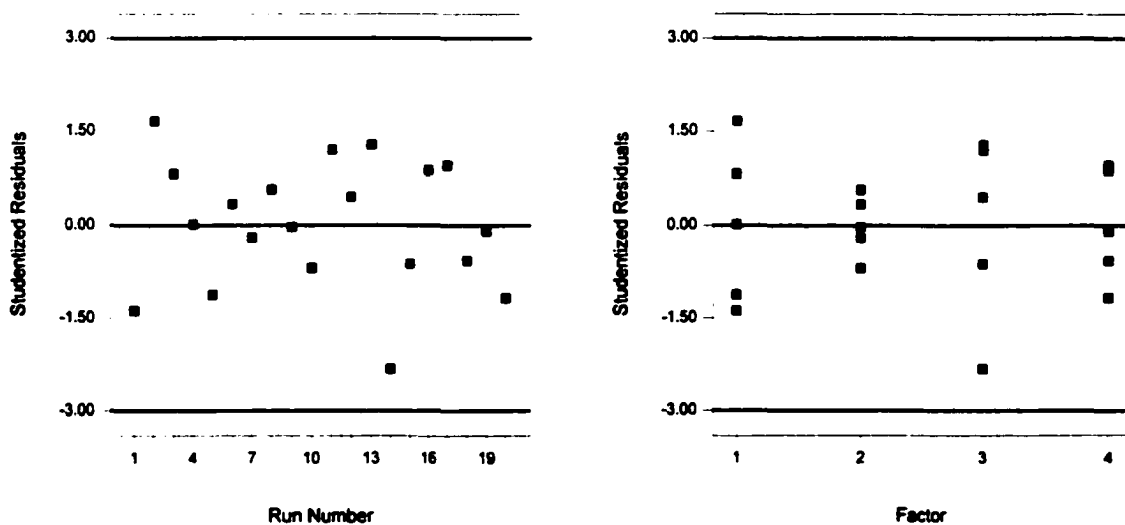 3.00
1.50
0.00
-1.50
-3.00
Studentized Residuals
1 4 7 10 13 16 19
Run Number
3.00
1.50
0.00
-1.50
-3.00
Studentized Residuals
1 2 3 4
Factor